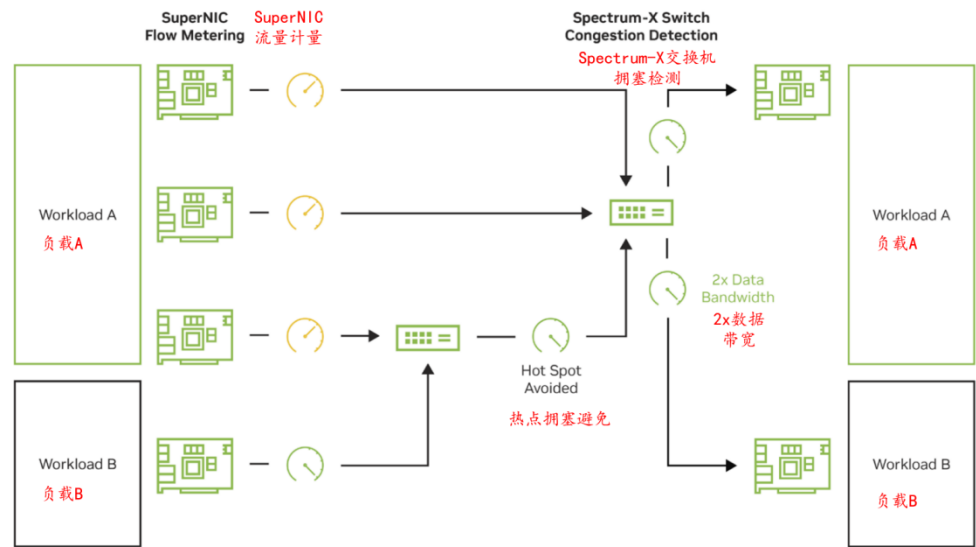 SuperNIC
Flow Metering
SuperNIC
流量计量
Spectrum-X Switch
Congestion Detection
Spectrum-X交换机
拥塞检测
Workload A
负载A
Workload A
负载A
2x Data
Bandwidth
2x数据
带宽
Hot Spot
Avoided
热点拥塞避免
Workload B
负载B
Workload B
负载B